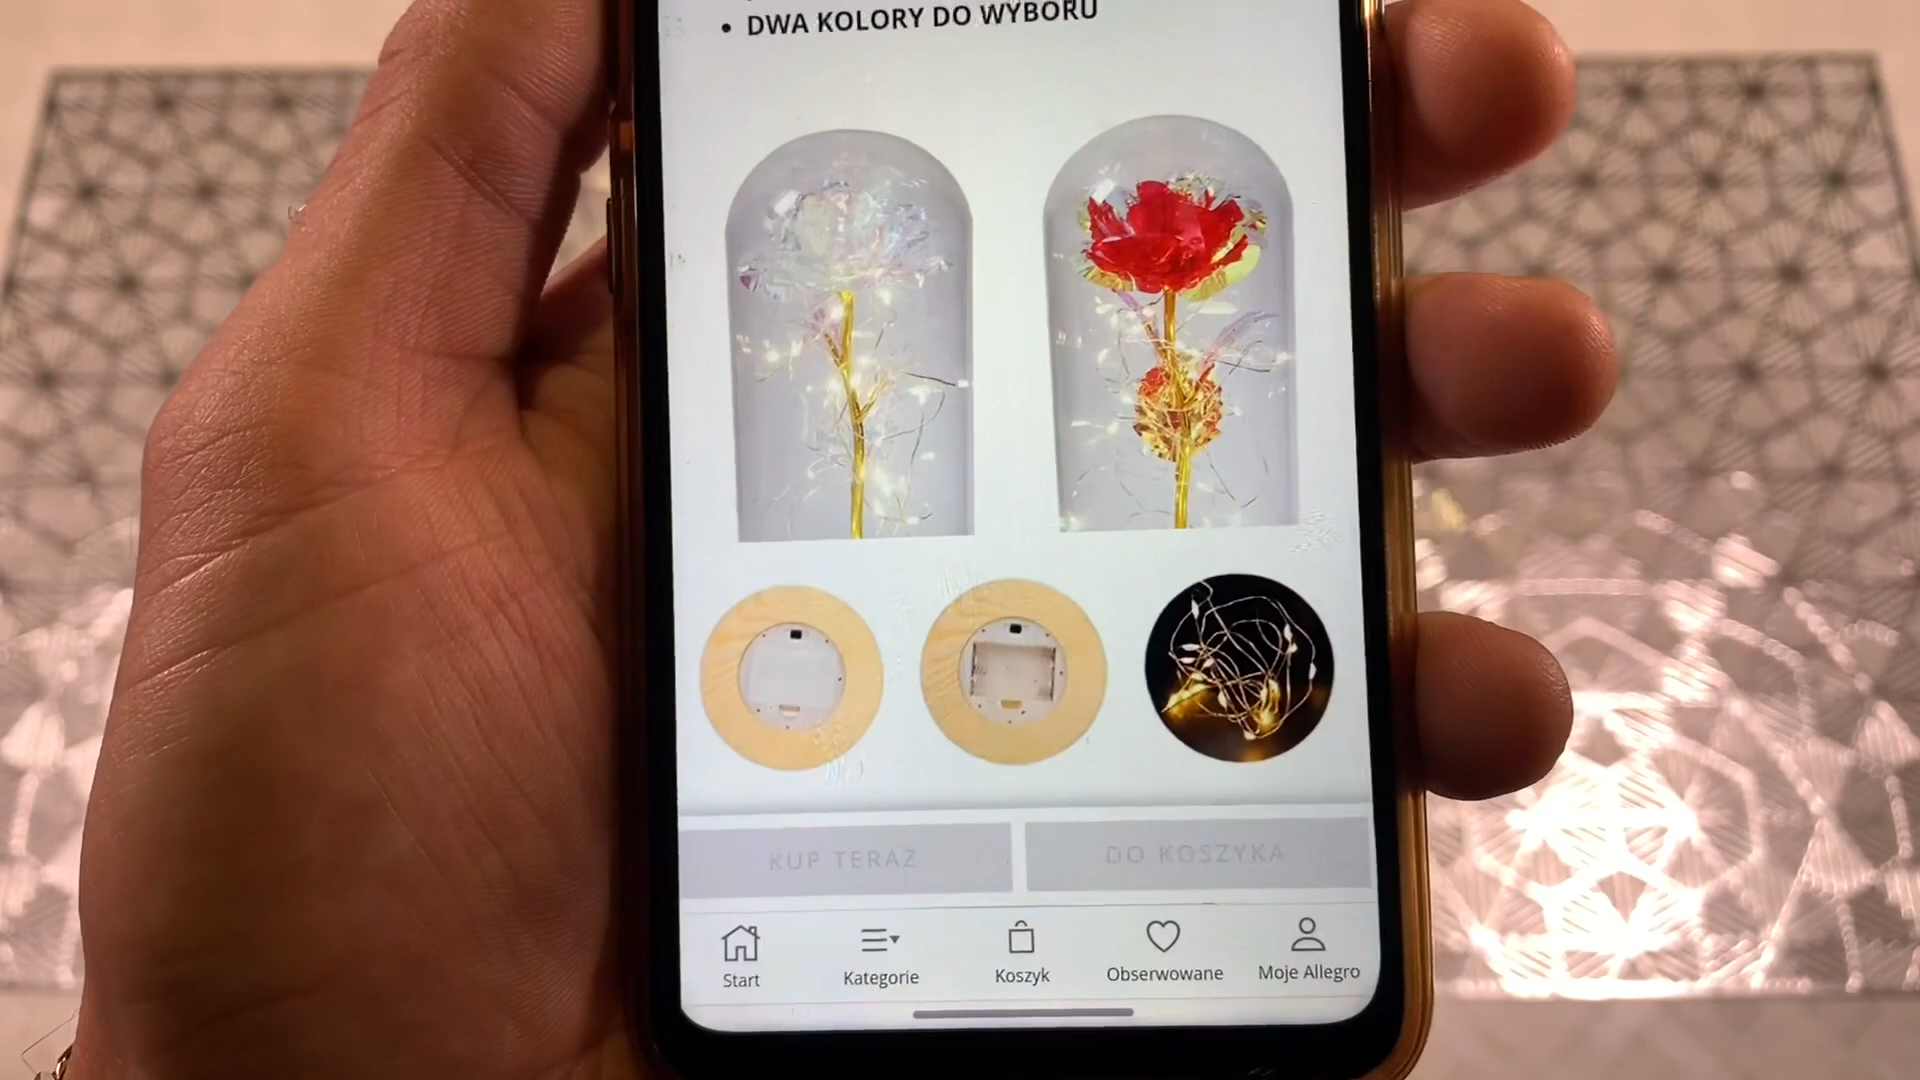 • DWA KOLORY DO WYBORU
KUP TERAZ
DO KOSZYKA
Start
Kategorie
Koszyk
Obserwowane
Moje Allegro